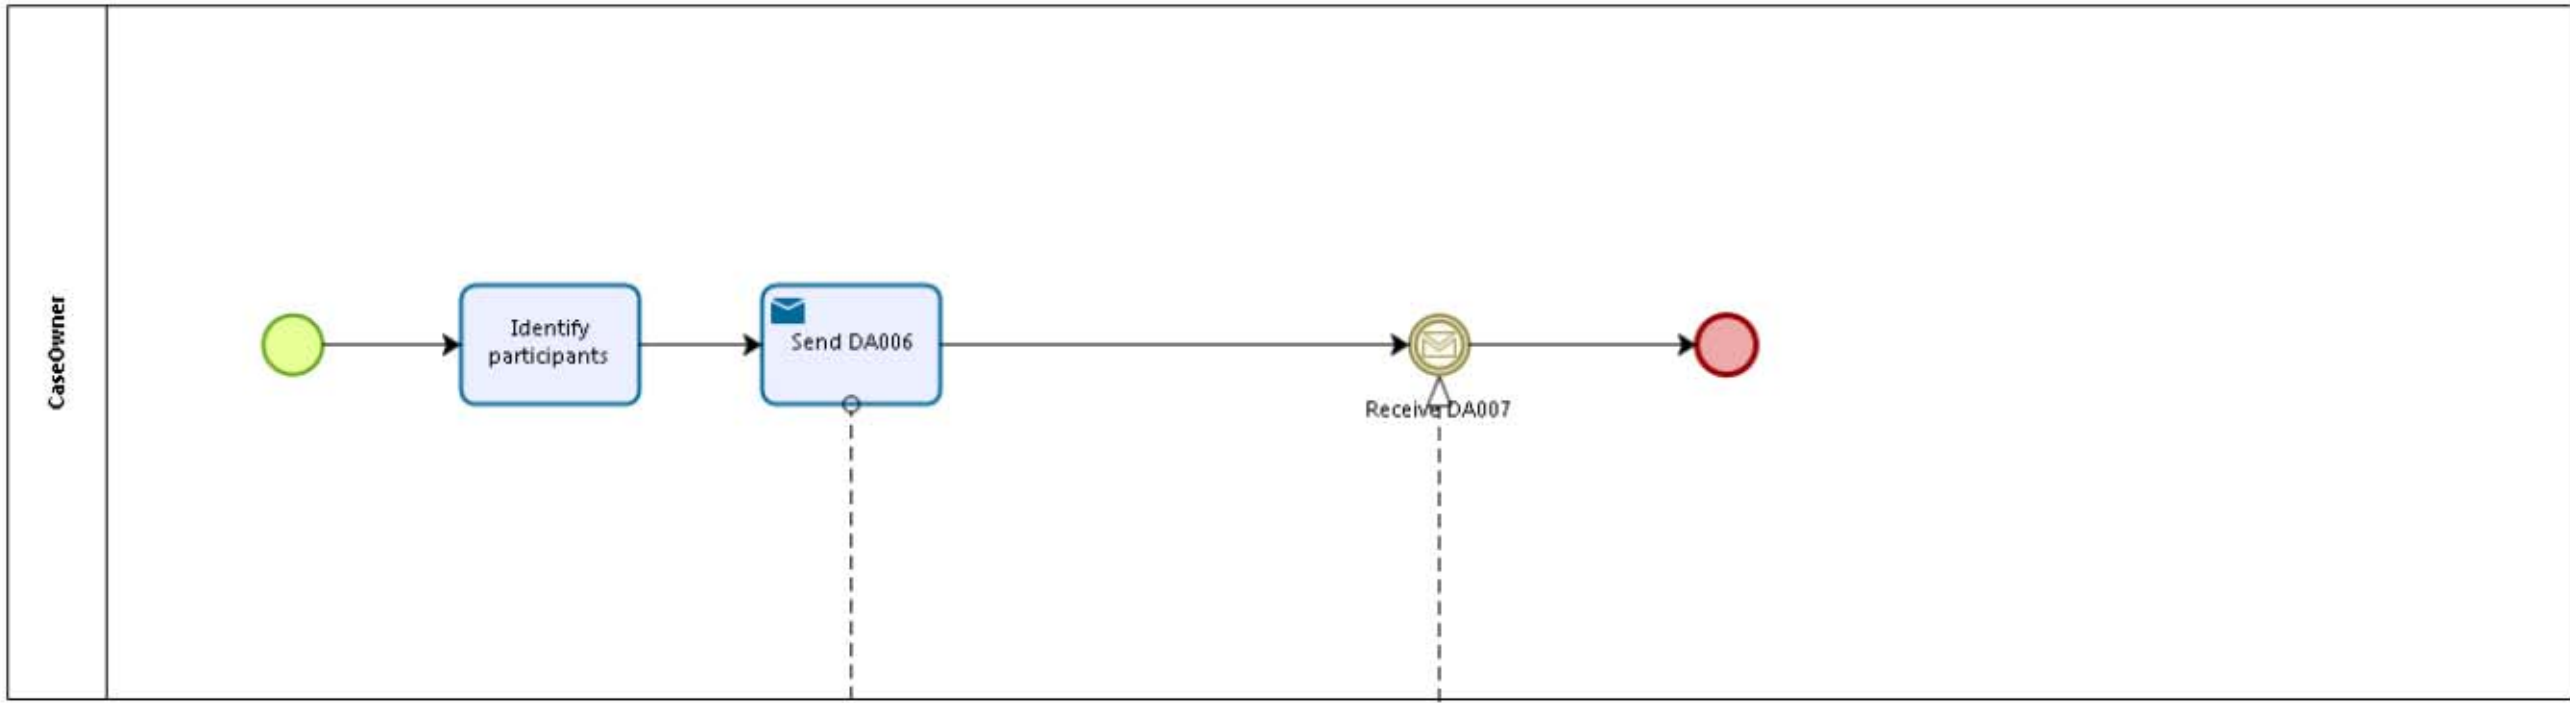 CaseOwner
Identify
participants
Send DA006
Receive DA007